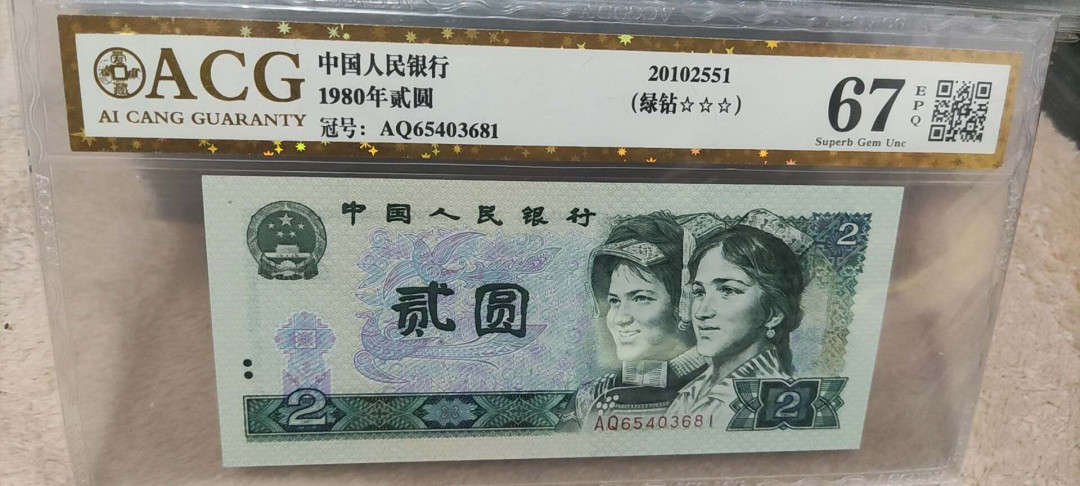 ACG
AI CANG GUARANTY
中国人民银行
1980年贰圆
冠号: AQ65403681
20102551
(绿钻☆☆☆)
67
EPQ
Superb Gem Unc
中国人民银行
2
贰圆
2
2
AQ65403681